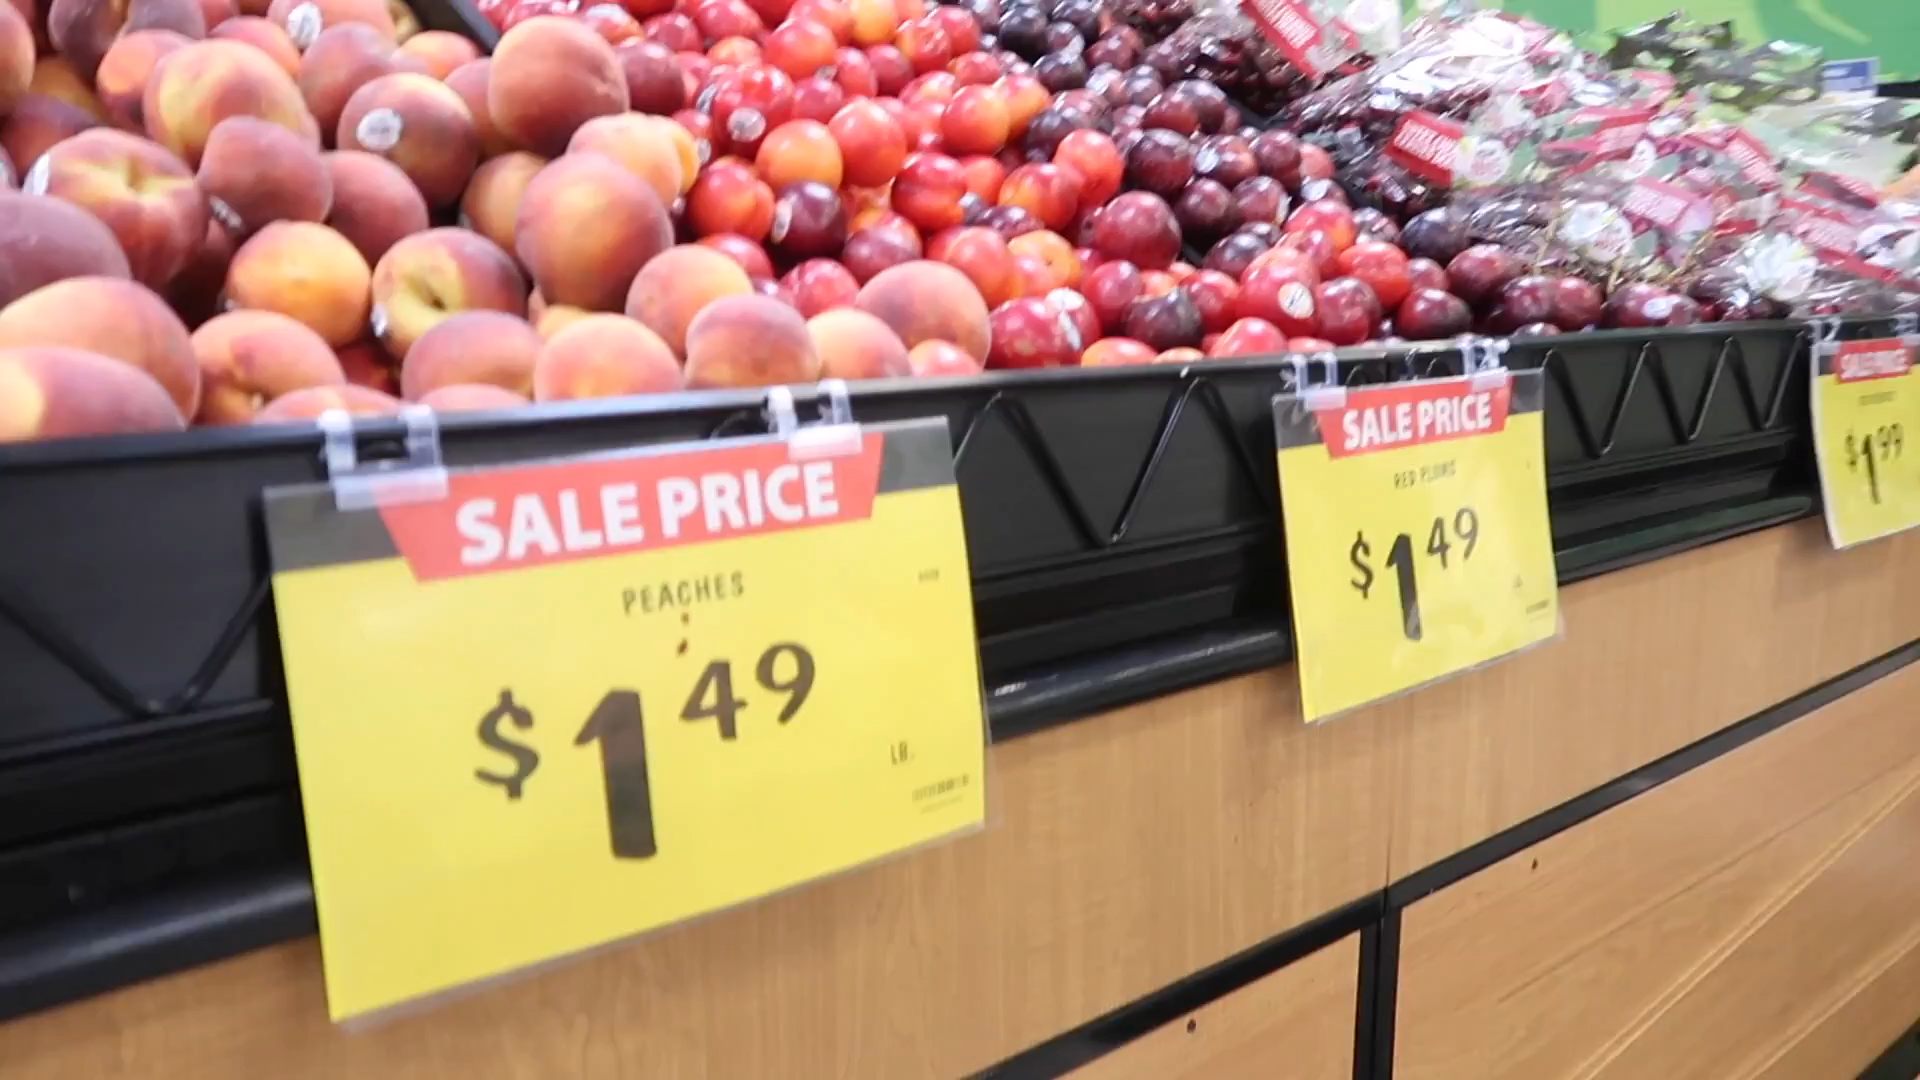 SALE PRICE
PEACHES
$1 49
LB.
SALE PRICE
RED PLUMS
$1 49
SALE PRICE
$1 99